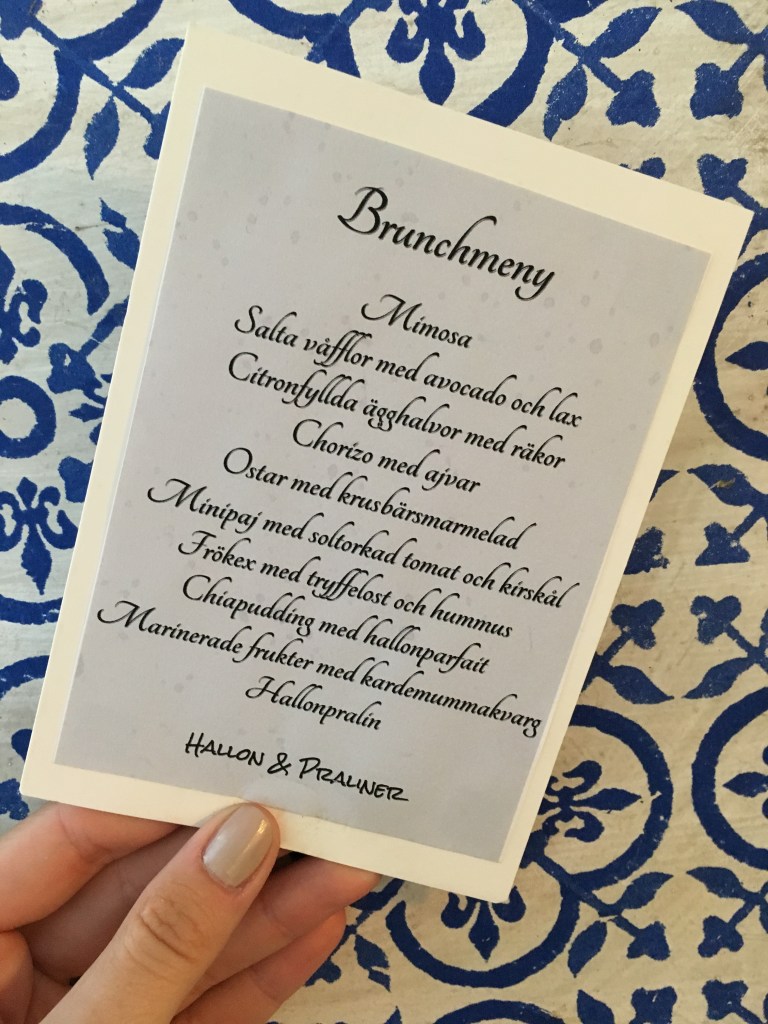 Brunchmeny
Mimosa
Salta våfflor med avocado och lax
Citronfyllda ägghalvor med räkor
Chorizo med ajvar
Ostar med krusbärsmarmelad
Minipaj med soltorkad tomat och kirskål
Frökex med tryffelost och hummus
Chiapudding med hallonparfait
Marinerade frukter med kardemummakvarg
Hallonpralin
Hallon & Praliner